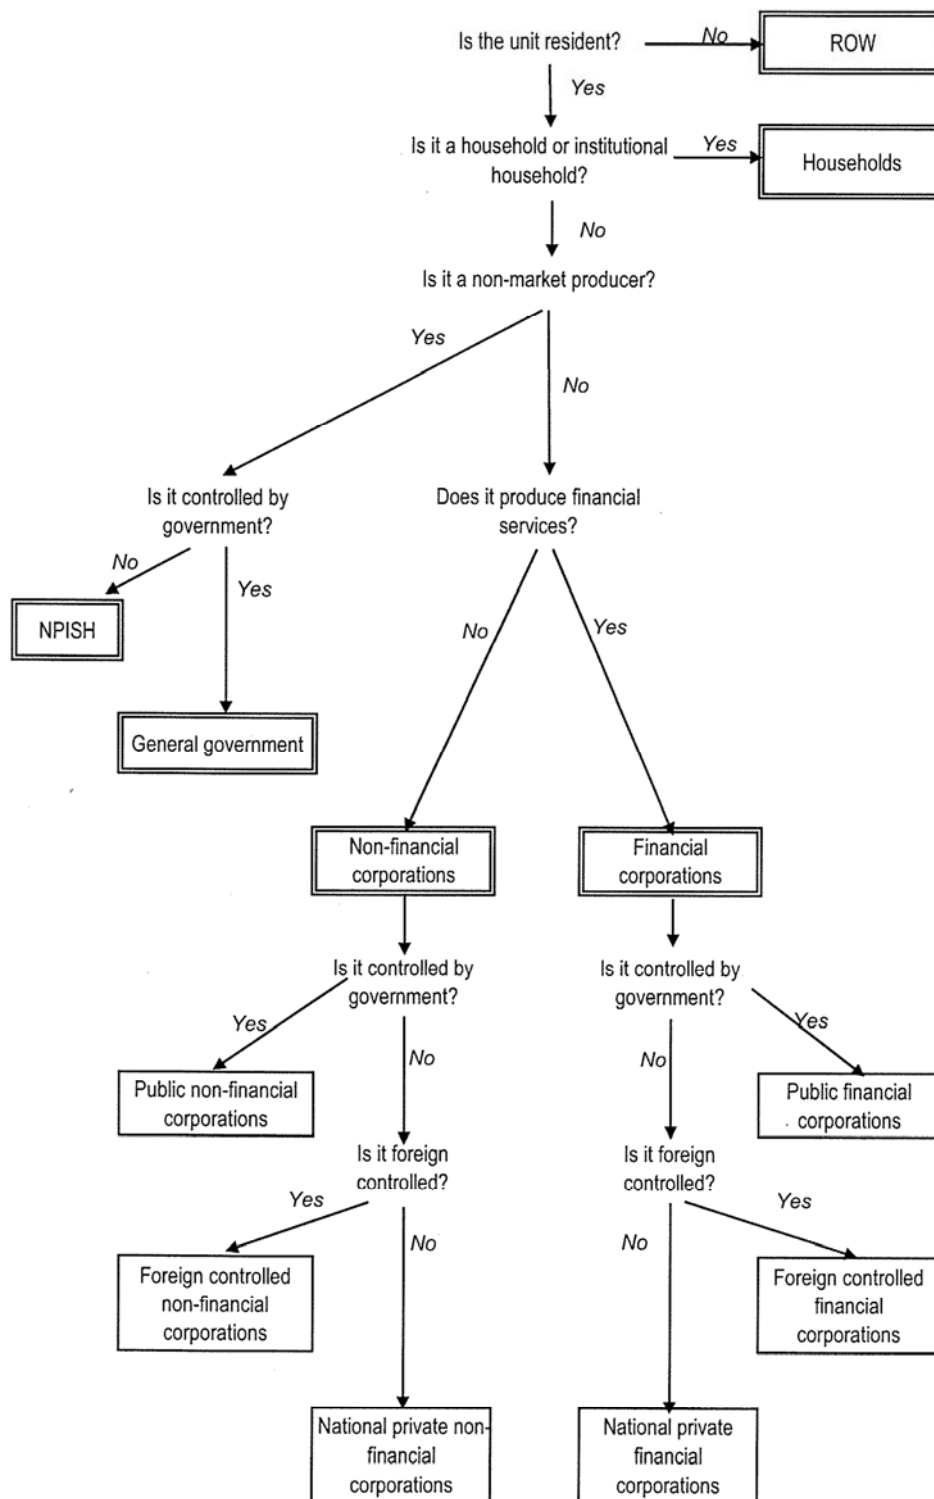 Is the unit resident?
No
ROW
Yes
Is it a household or institutional
household?
Yes
Households
No
Is it a non-market producer?
Yes
No
Is it controlled by
government?
Does it produce financial
services?
No
Yes
NPISH
No
Yes
General government
Non-financial
corporations
Financial
corporations
Is it controlled by
government?
Is it controlled by
government?
Yes
No
No
Yes
Public non-financial
corporations
Public financial
corporations
Is it foreign
controlled?
Is it foreign
controlled?
Yes
No
No
Yes
Foreign controlled
non-financial
corporations
Foreign controlled
financial
corporations
National private non-
financial
corporations
National private
financial
corporations